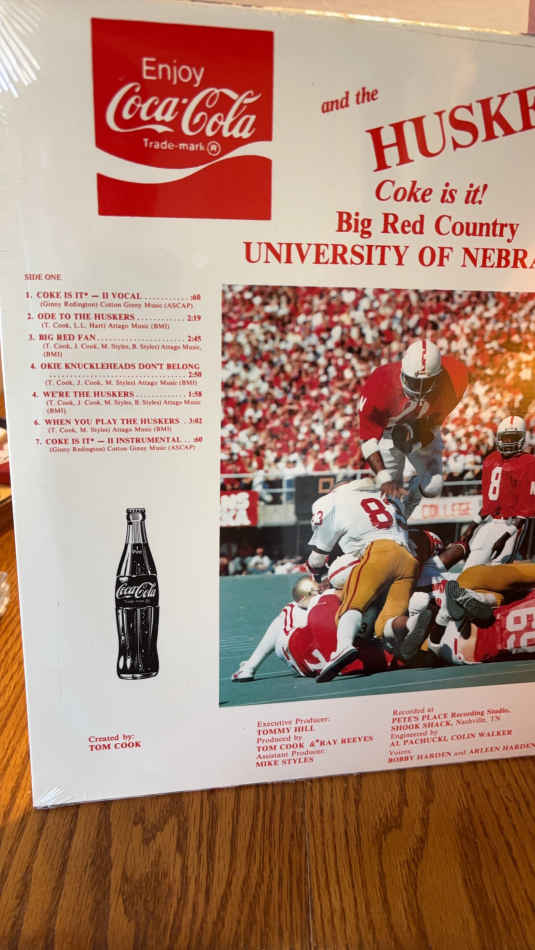 Enjoy
Coca-Cola
Trade-mark ®
and the
HUSKE
Coke is it!
Big Red Country
UNIVERSITY OF NEBRA
SIDE ONE
1. COKE IS IT* — II VOCAL ............:60
(Ginny Redington) Cotton Ginny Music (ASCAP)
2. ODE TO THE HUSKERS ............2:19
(T. Cook, L.L. Hart) Attago Music (BMI)
3. BIG RED FAN ............2:45
(T. Cook, J. Cook, M. Styles, B. Styles) Attago Music,
(BMI)
4. OKIE KNUCKLEHEADS DON'T BELONG
............2:50
(T. Cook, J. Cook, M. Styles) Attago Music (BMI)
4. WE'RE THE HUSKERS ............1:58
(T. Cook, J. Cook, M. Styles, B. Styles) Attago Music
(BMI).
6. WHEN YOU PLAY THE HUSKERS . 3:02
(T. Cook, M. Styles) Attago Music (BMI)
7. COKE IS IT* — II INSTRUMENTAL .. :60
(Ginny Redington) Cotton Ginny Music (ASCAP)
8
8
COLLEGE
7
Coca-Cola
Created by:
TOM COOK
Executive Producer:
TOMMY HILL
Produced by
TOM COOK & *RAY REEVES
Assistant Producer:
MIKE STYLES
Recorded at
PETE'S PLACE Recording Studio,
SHOOK SHACK, Nashville, TN
Engineered by
AL PACHUCKI, COLIN WALKER
Voices
BOBBY HARDEN and ARLEEN HARDEN